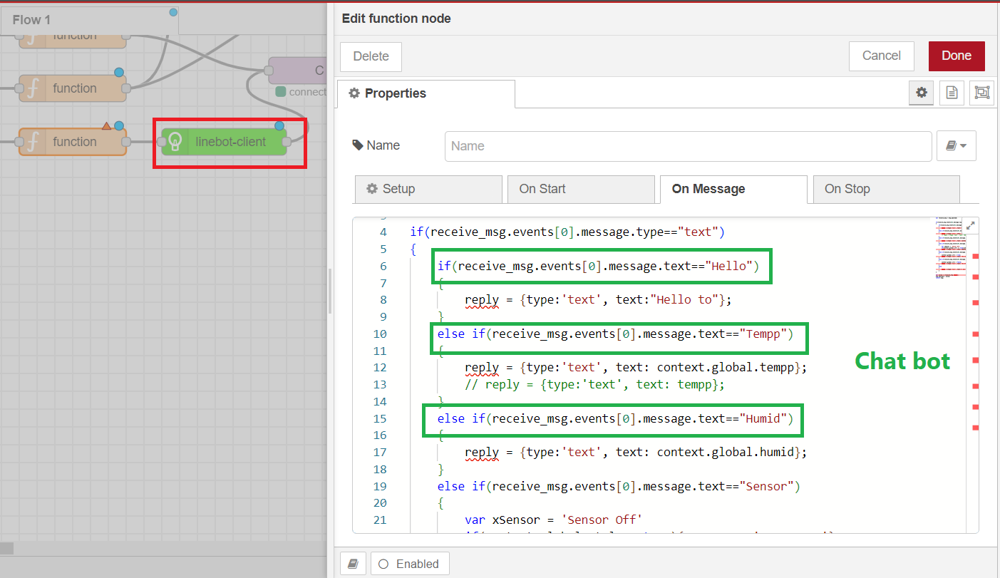 Flow 1
function
function
function
linebot-client
C
connect
Edit function node
Delete
Cancel
Done
Properties
Name
Name
Setup
On Start
On Message
On Stop
4 if(receive_msg.events[0].message.type=="text")
5 {
6 if(receive_msg.events[0].message.text=="Hello")
7 {
8 reply = {type:'text', text:"Hello to"};
9 }
10 else if(receive_msg.events[0].message.text=="Tempp")
11 {
12 reply = {type:'text', text: context.global.tempp};
13 // reply = {type:'text', text: tempp};
14 }
15 else if(receive_msg.events[0].message.text=="Humid")
16 {
17 reply = {type:'text', text: context.global.humid};
18 }
19 else if(receive_msg.events[0].message.text=="Sensor")
20 {
21 var xSensor = 'Sensor Off'
Chat bot
Enabled